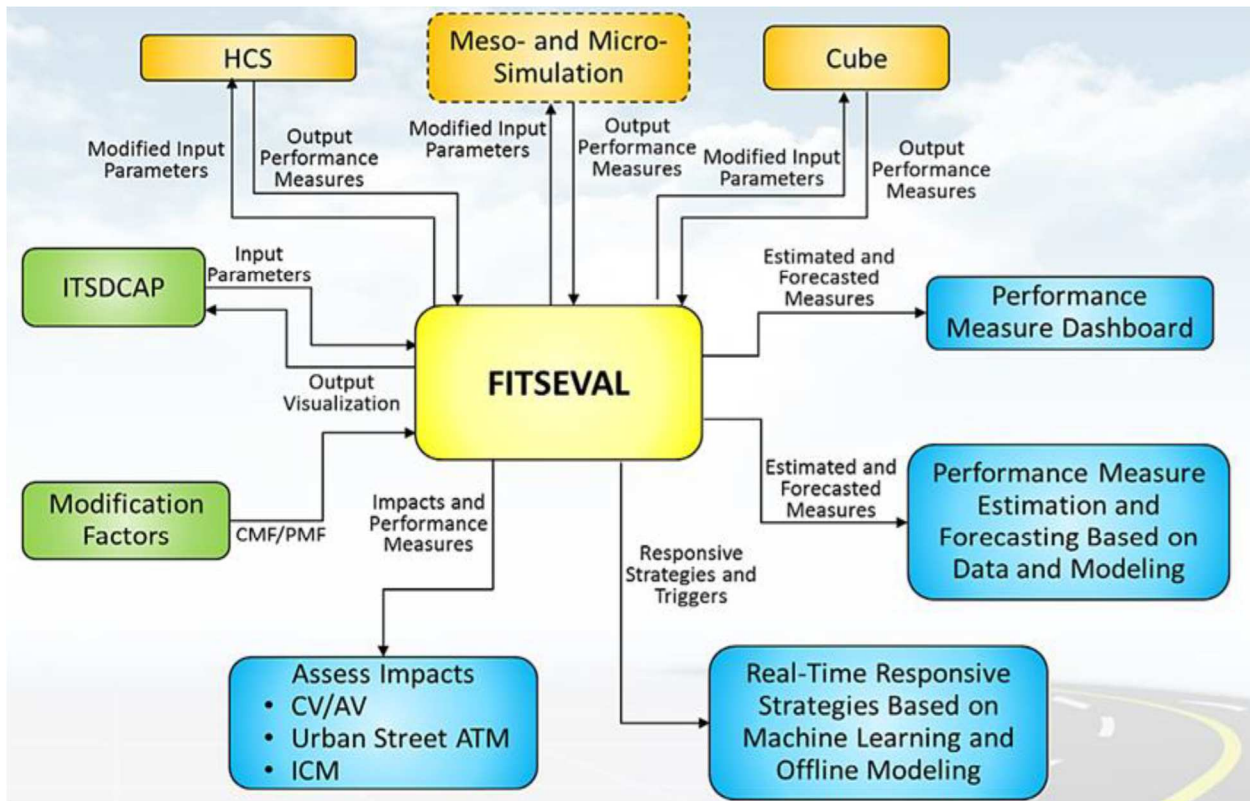 HCS
Meso- and Micro-
Simulation
Cube
Modified Input
Parameters
Output
Performance
Measures
Modified Input
Parameters
Output
Performance
Measures
Modified Input
Parameters
Output
Performance
Measures
ITSDCAP
Input
Parameters
Output
Visualization
FITSEVAL
Estimated and
Forecasted
Measures
Performance
Measure Dashboard
Modification
Factors
CMF/PMF
Impacts and
Performance
Measures
Responsive
Strategies and
Triggers
Estimated and
Forecasted
Measures
Performance Measure
Estimation and
Forecasting Based on
Data and Modeling
Assess Impacts
• CV/AV
• Urban Street ATM
• ICM
Real-Time Responsive
Strategies Based on
Machine Learning and
Offline Modeling